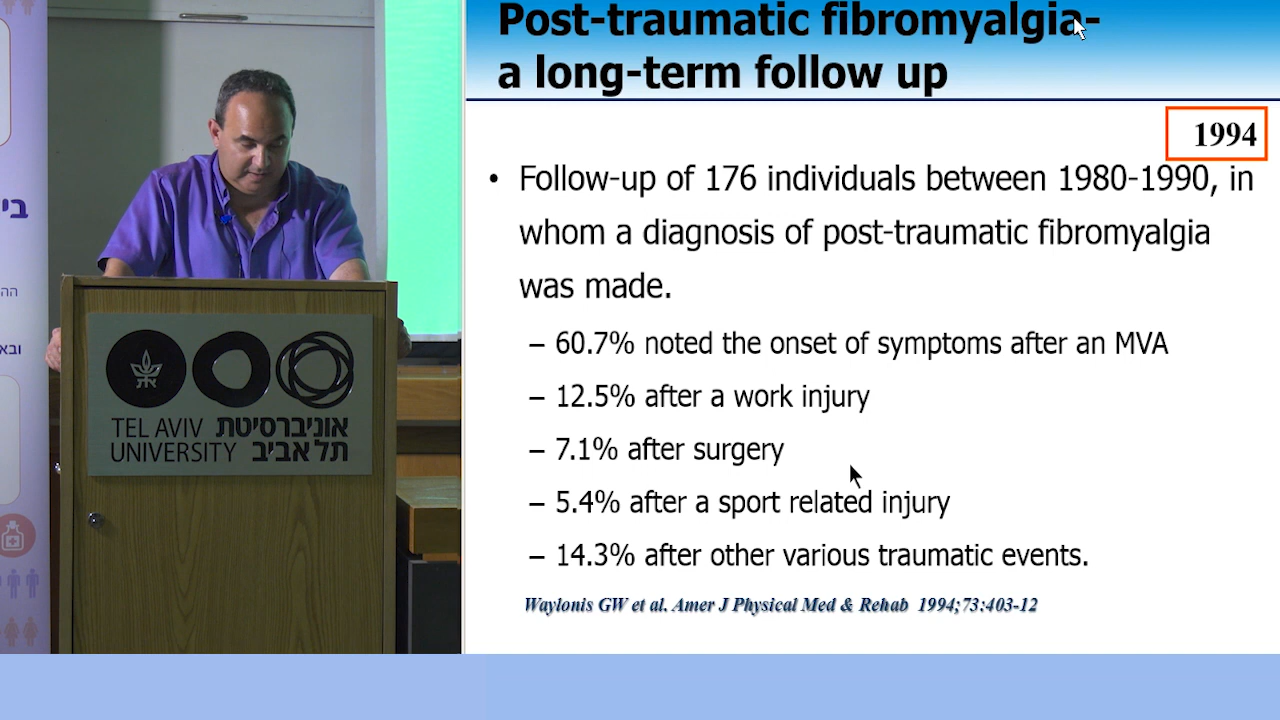 Post-traumatic fibromyalgia-
a long-term follow up
1994
• Follow-up of 176 individuals between 1980-1990, in
whom a diagnosis of post-traumatic fibromyalgia
was made.
– 60.7% noted the onset of symptoms after an MVA
– 12.5% after a work injury
– 7.1% after surgery
– 5.4% after a sport related injury
– 14.3% after other various traumatic events.
Waylonis GW et al. Amer J Physical Med & Rehab 1994;73:403-12
TEL AVIV אוניברסיטת
UNIVERSITY תל אביב
בי
הה
ובא